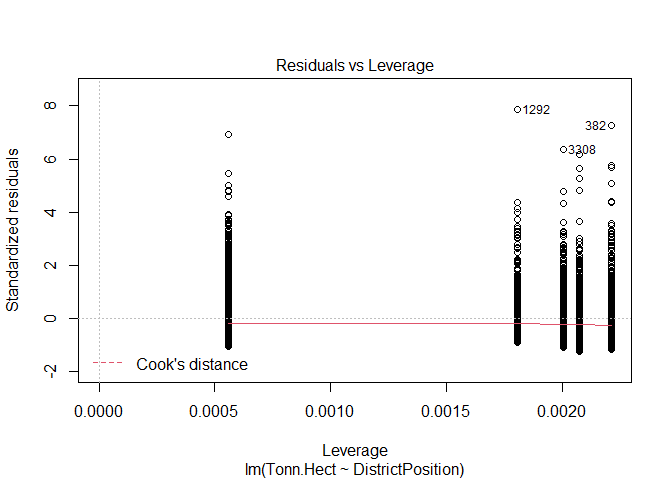 Residuals vs Leverage
Standardized residuals
8
6
4
2
0
-2
1292
382
3308
Cook's distance
0.0000
0.0005
0.0010
0.0015
0.0020
Leverage
lm(Tonn.Hect ~ DistrictPosition)